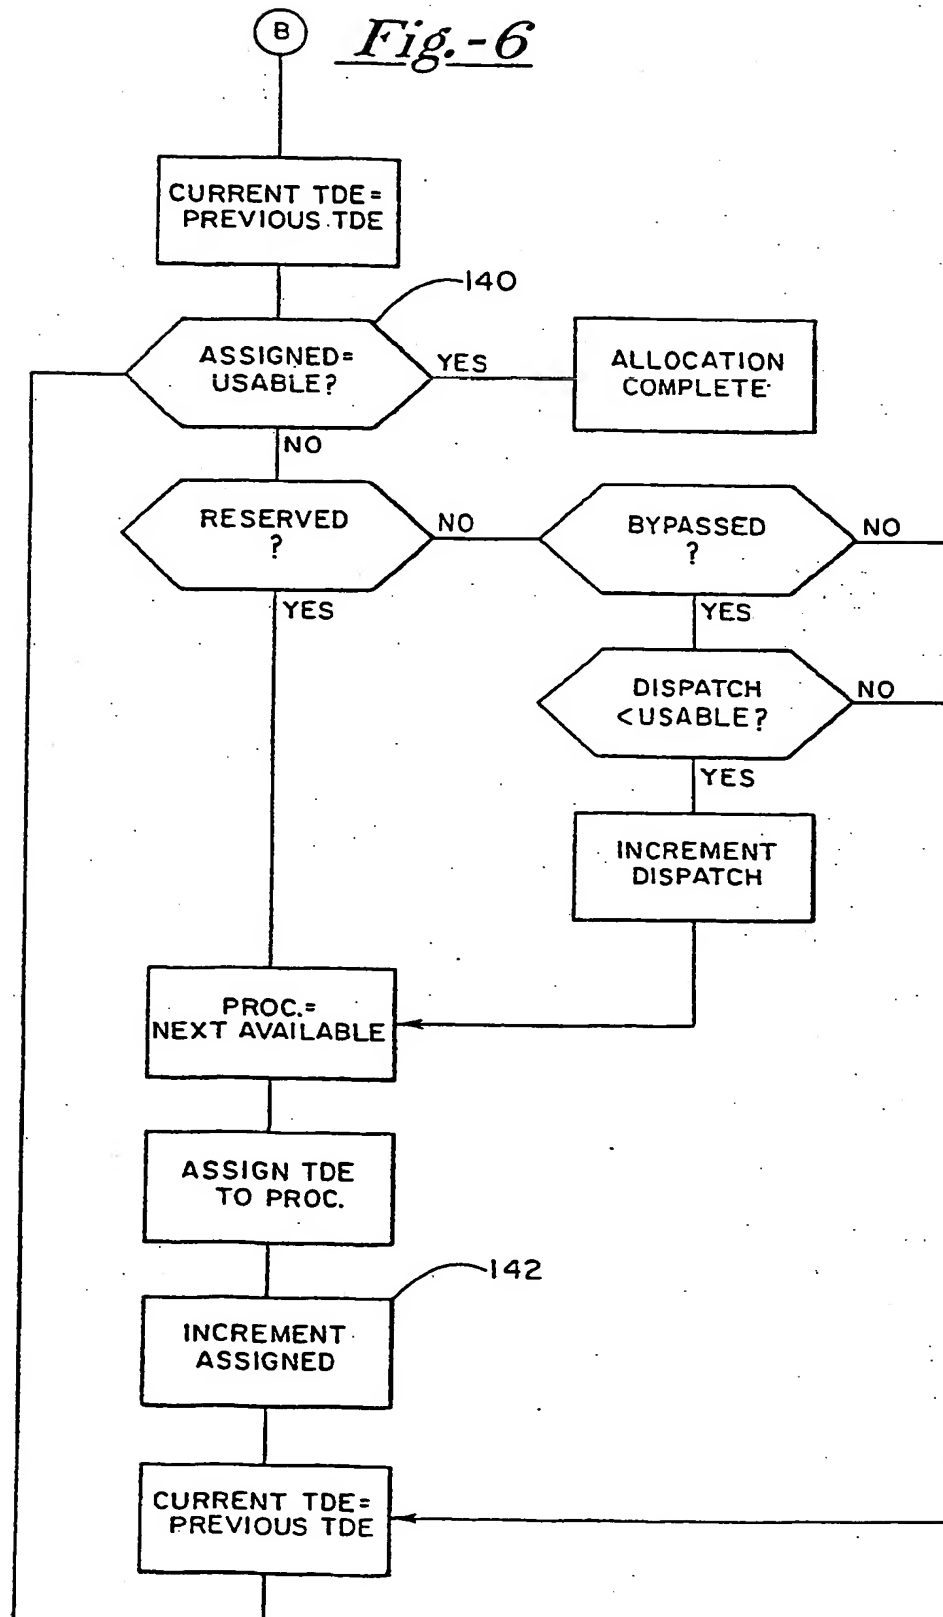 B
Fig.-6
CURRENT TDE=
PREVIOUS TDE
140
ASSIGNED=
USABLE?
YES
ALLOCATION
COMPLETE
NO
RESERVED
?
NO
BYPASSED
?
NO
YES
YES
DISPATCH
<USABLE?
NO
YES
INCREMENT
DISPATCH
PROC.=
NEXT AVAILABLE
ASSIGN TDE
TO PROC.
142
INCREMENT
ASSIGNED
CURRENT TDE=
PREVIOUS TDE